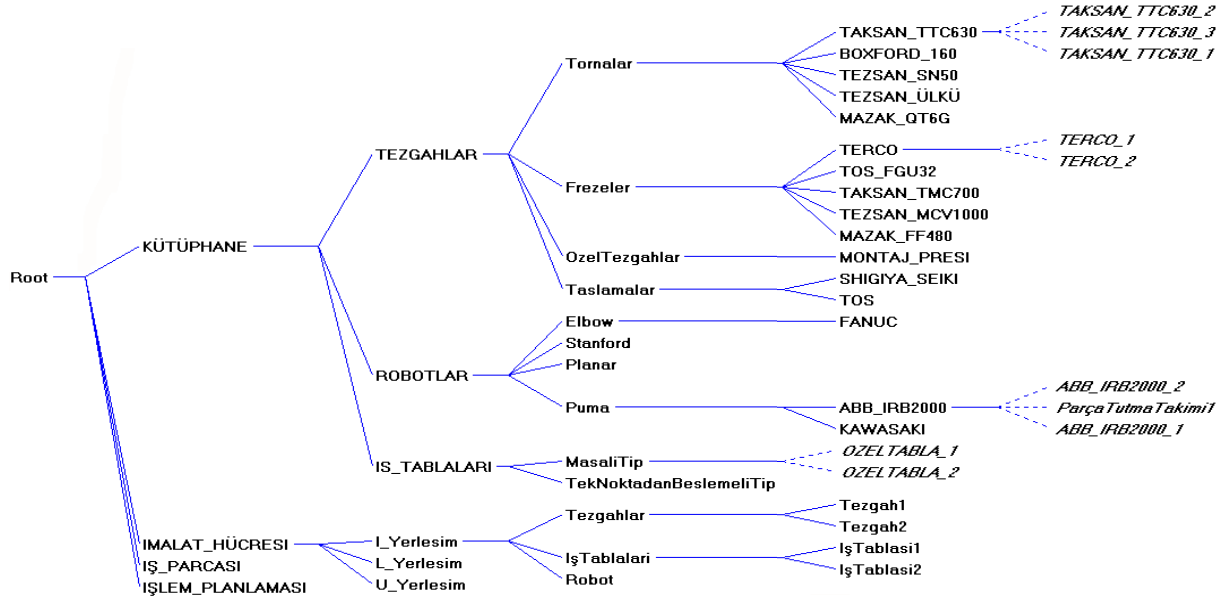 Root
KÜTÜPHANE
TEZGAHLAR
Tornalar
TAKSAN_TTC630
TAKSAN_TTC630_2
TAKSAN_TTC630_3
TAKSAN_TTC630_1
BOXFORD_160
TEZSAN_SN50
TEZSAN_ÜLKÜ
MAZAK_QT6G
Frezeler
TERCO
TERCO_1
TERCO_2
TOS_FGU32
TAKSAN_TMC700
TEZSAN_MCV1000
MAZAK_FF480
OzelTezgahlar
MONTAJ_PRESI
Taslamalar
SHIGIYA_SEIKI
TOS
ROBOTLAR
Elbow
FANUC
Stanford
Planar
Puma
ABB_IRB2000
ABB_IRB2000_2
ParçaTutmaTakimi1
ABB_IRB2000_1
KAWASAKI
IS_TABLALARI
MasaliTip
OZELTABLA_1
OZELTABLA_2
TekNoktadanBeslemeliTip
IMALAT_HÜCRESI
I_Yerlesim
Tezgahlar
Tezgah1
Tezgah2
IşTablalari
IşTablasi1
IşTablasi2
Robot
L_Yerlesim
U_Yerlesim
IŞ_PARCASI
IŞLEM_PLANLAMASI